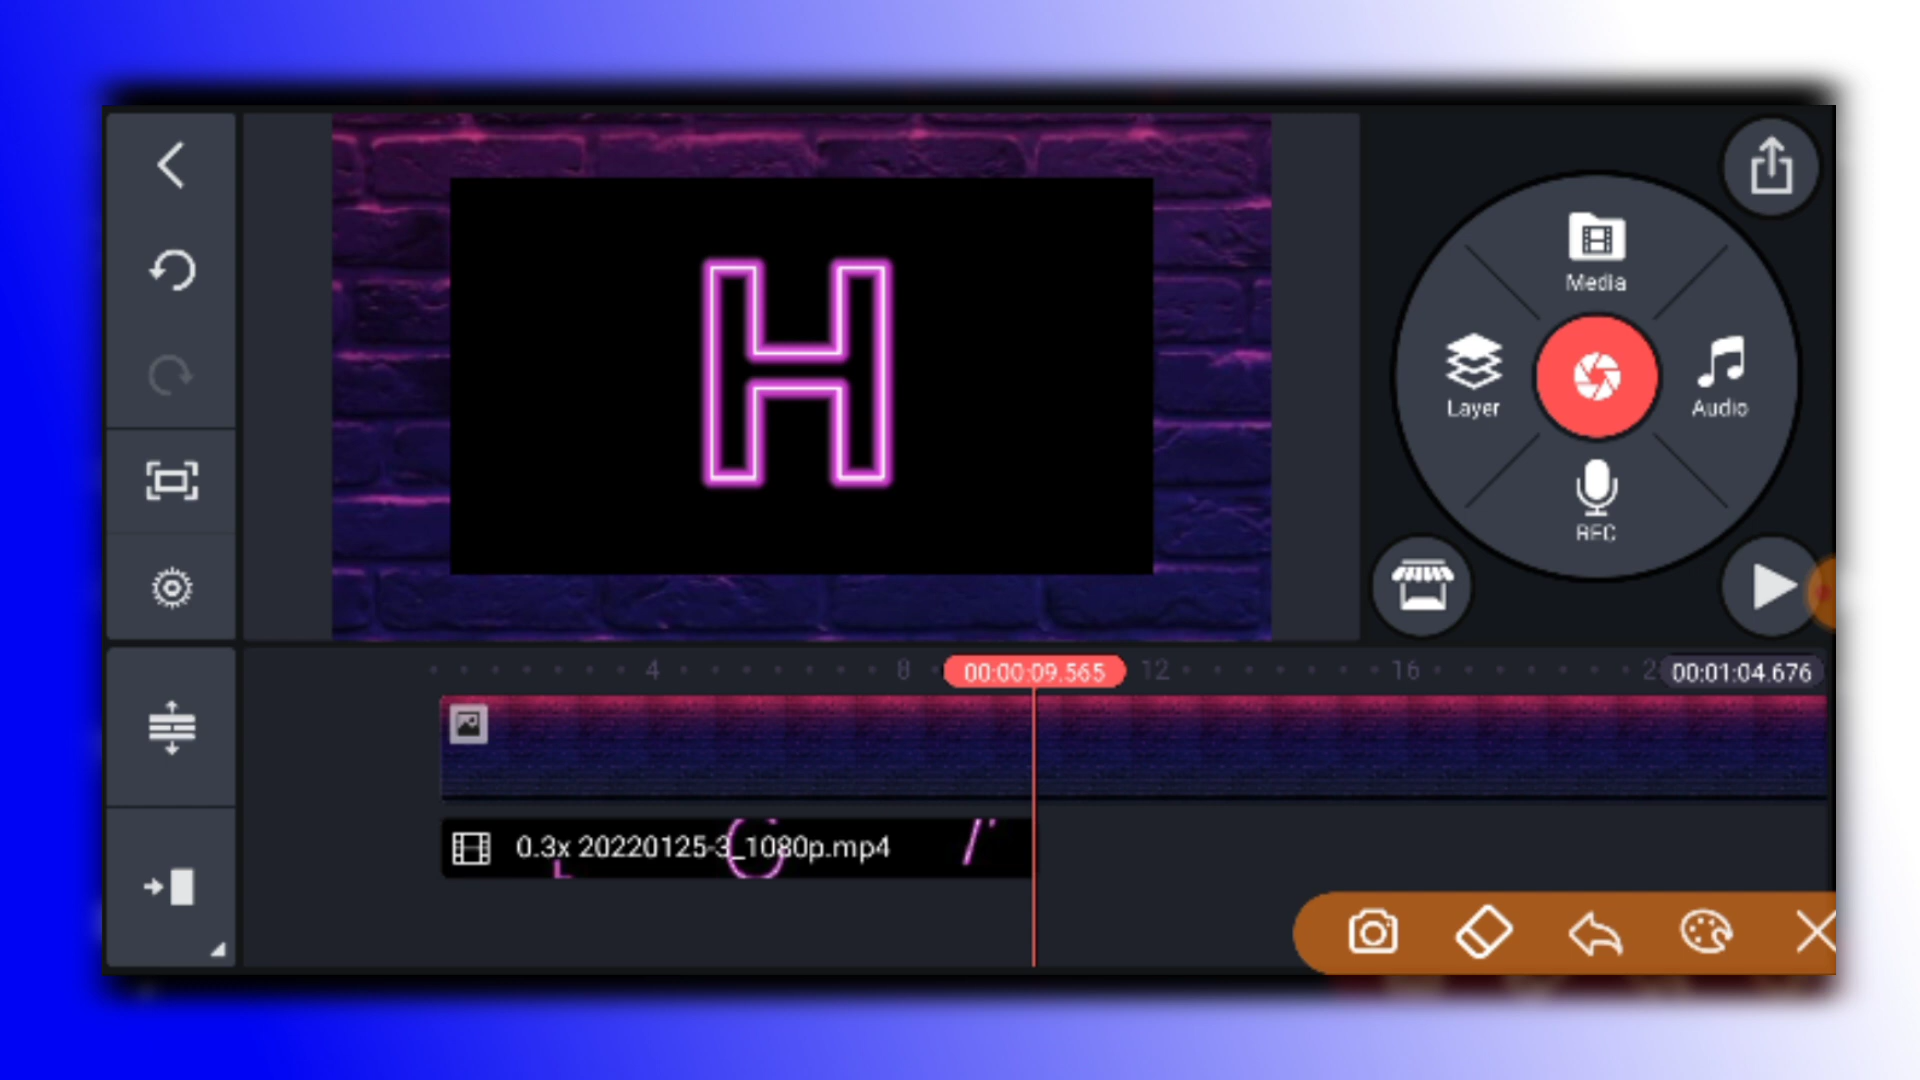 H
Media
Layer
Audio
REC
4
8
00:00:09.565
12
16
00:01:04.676
0.3x 20220125-3_1080p.mp4